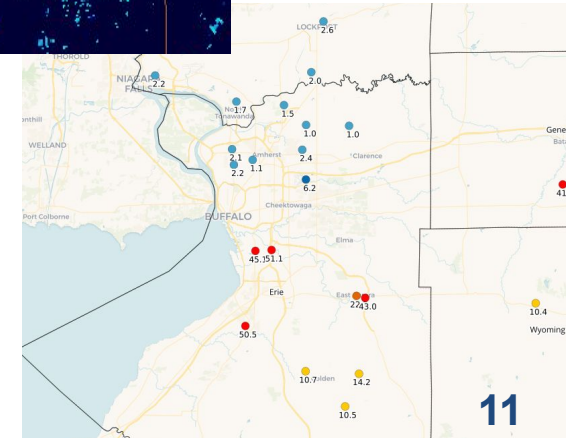 LOCKPORT
2.6
THOROLD
NIAGARA
FALLS
2.2
2.0
North
Tonawanda
1.7
1.5
1.0
1.0
WELLAND
2.1
Amherst
2.4
Clarence
2.2
1.1
6.2
41
Port Colborne
BUFFALO
Cheektowaga
Elma
45.1
51.1
Erie
East
22
43.0
10.4
Wyoming
50.5
10.7
14.2
10.5
11